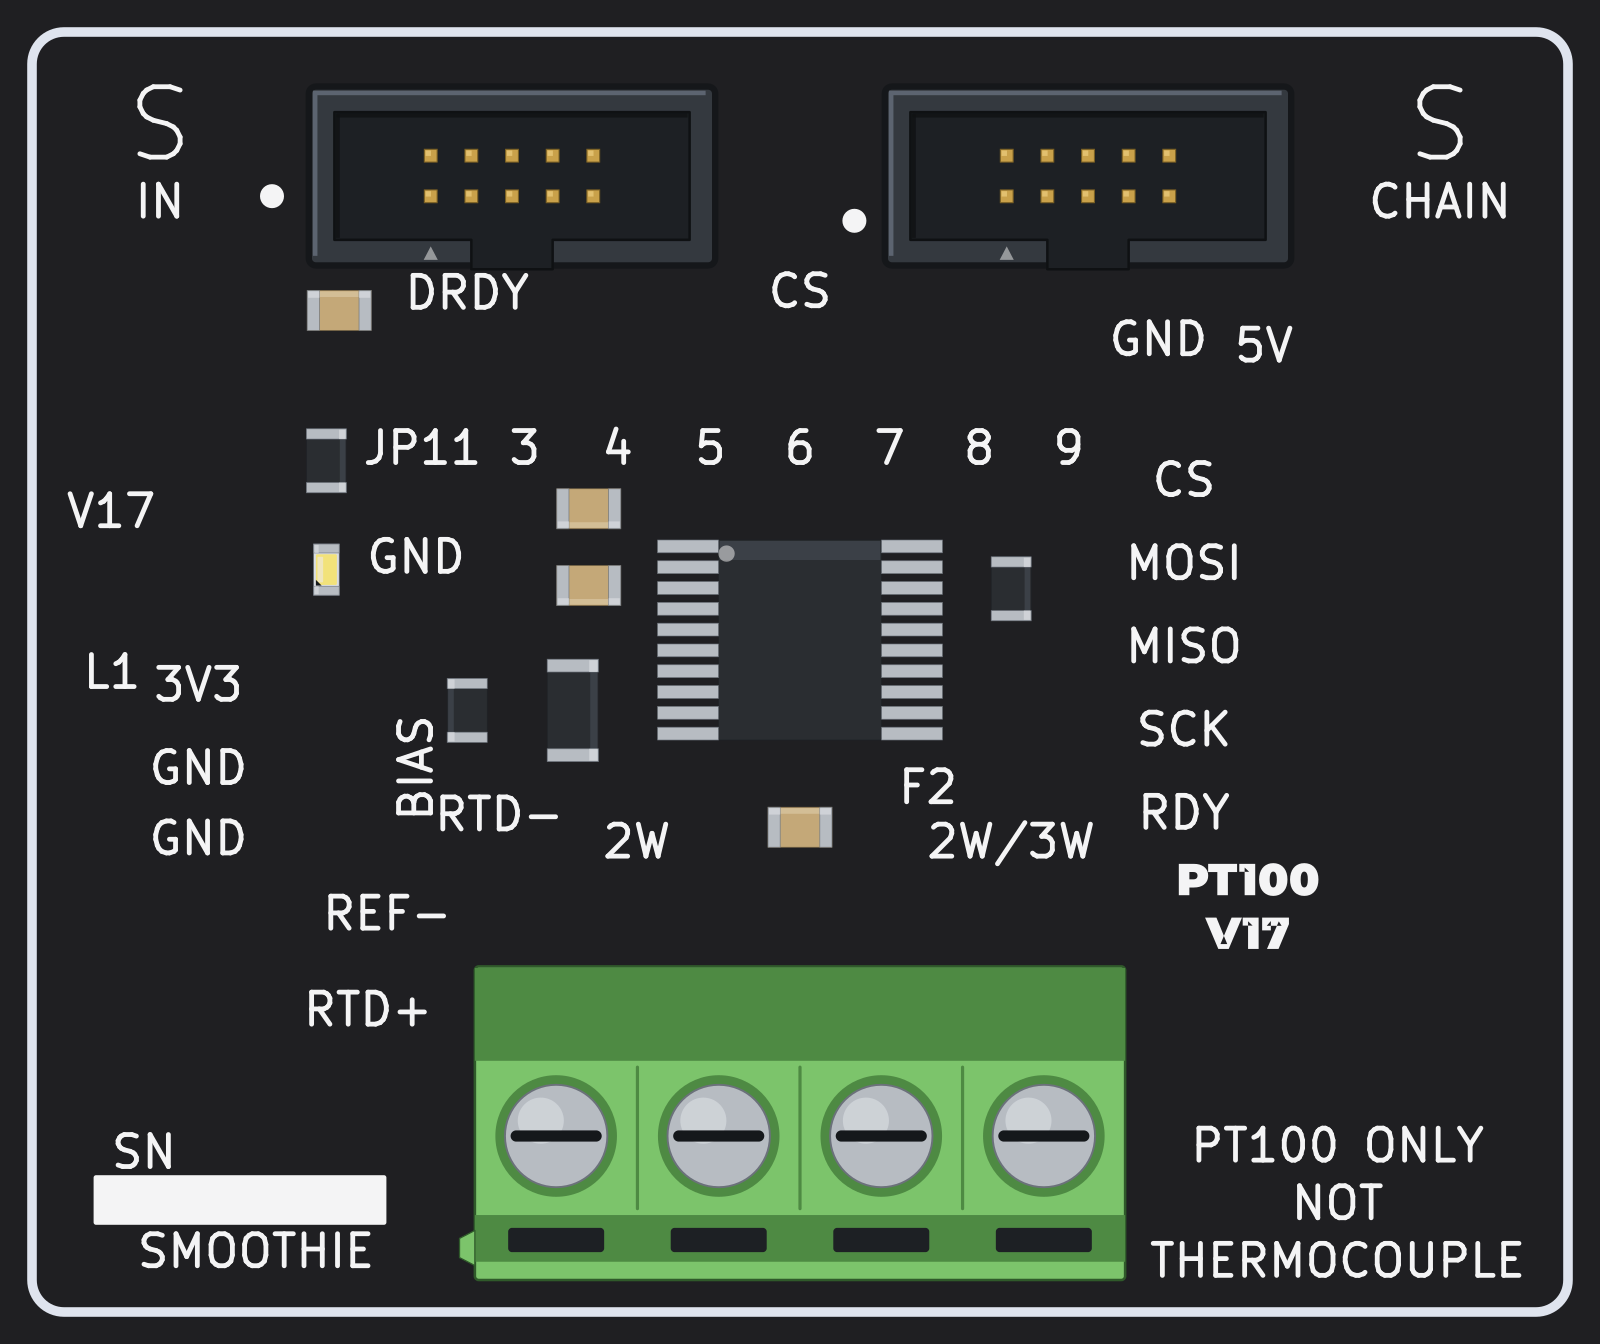 S
IN
S
CHAIN
DRDY
CS
GND
5V
JP11 3 4 5 6 7 8 9
CS
V17
GND
MOSI
MISO
L1
3V3
SCK
BIAS
GND
F2
RTD-
RDY
GND
2W
2W/3W
PT100
V17
REF-
RTD+
SN
SMOOTHIE
PT100 ONLY
NOT
THERMOCOUPLE